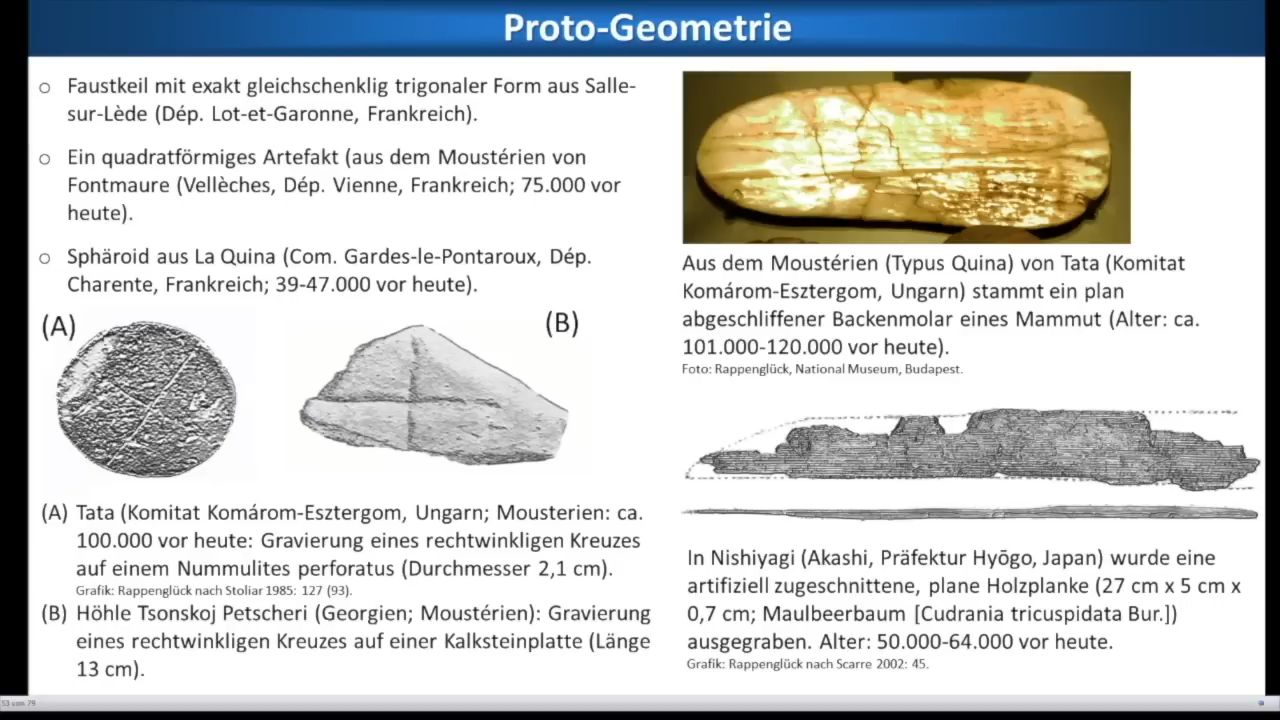 Proto-Geometrie
○ Faustkeil mit exakt gleichschenklig trigonaler Form aus Salle-
sur-Lède (Dép. Lot-et-Garonne, Frankreich).
○ Ein quadratförmiges Artefakt (aus dem Moustérien von
Fontmaure (Vellèches, Dép. Vienne, Frankreich; 75.000 vor
heute).
○ Sphäroid aus La Quina (Com. Gardes-le-Pontaroux, Dép.
Charente, Frankreich; 39-47.000 vor heute).
(A)
(B)
(A) Tata (Komitat Komárom-Esztergom, Ungarn; Mousterien: ca.
100.000 vor heute: Gravierung eines rechtwinkligen Kreuzes
auf einem Nummulites perforatus (Durchmesser 2,1 cm).
Grafik: Rappenglück nach Stoliar 1985: 127 (93).
(B) Höhle Tsonskoj Petscheri (Georgien; Moustérien): Gravierung
eines rechtwinkligen Kreuzes auf einer Kalksteinplatte (Länge
13 cm).
Aus dem Moustérien (Typus Quina) von Tata (Komitat
Komárom-Esztergom, Ungarn) stammt ein plan
abgeschliffener Backenmolar eines Mammut (Alter: ca.
101.000-120.000 vor heute).
Foto: Rappenglück, National Museum, Budapest.
In Nishiyagi (Akashi, Präfektur Hyōgo, Japan) wurde eine
artifiziell zugeschnittene, plane Holzplanke (27 cm x 5 cm x
0,7 cm; Maulbeerbaum [Cudrania tricuspidata Bur.])
ausgegraben. Alter: 50.000-64.000 vor heute.
Grafik: Rappenglück nach Scarre 2002: 45.
53 von 79